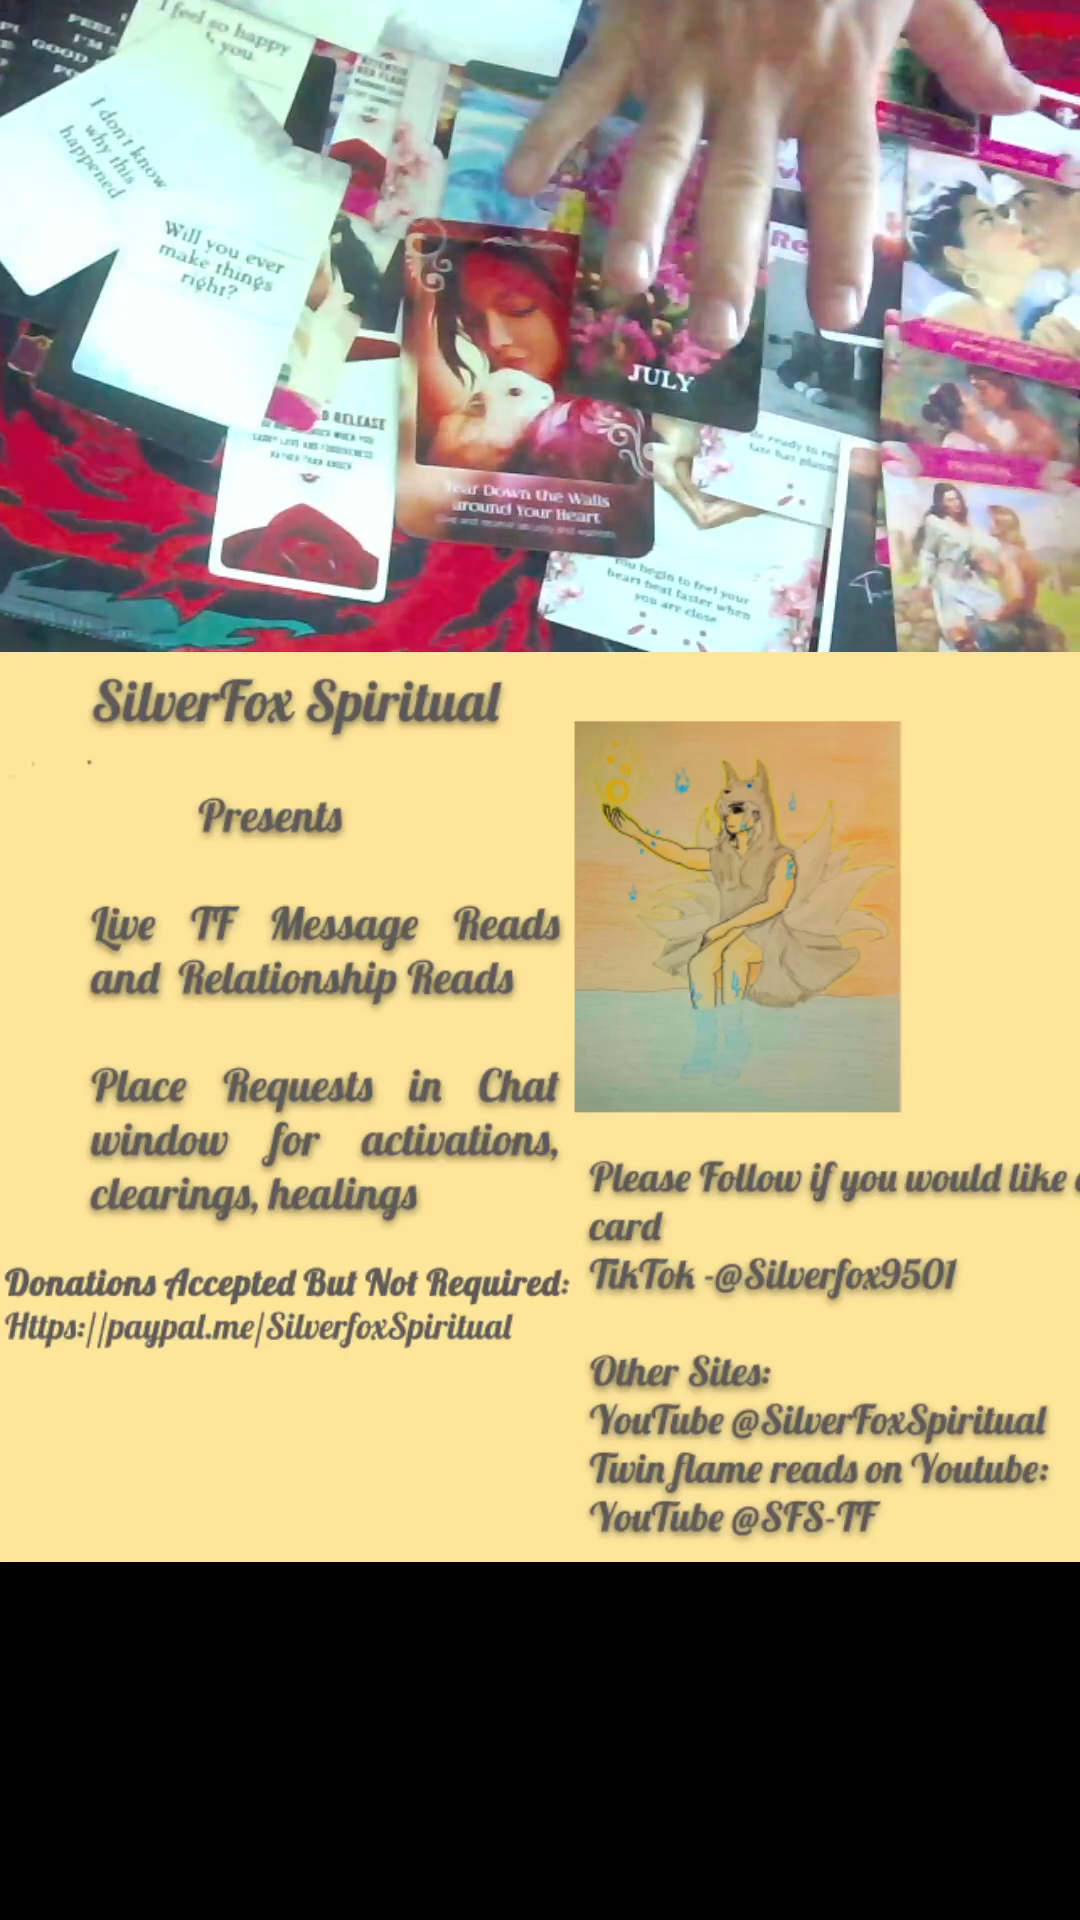 I feel so happy
you.
I don't know
why this
happened
Will you ever
make things
right?
RELEASE
JULY
Tear Down the Walls
around Your Heart
You begin to feel your
heart beat faster when
you are close
SilverFox Spiritual
Presents
Live TF Message Reads
and Relationship Reads
Place Requests in Chat
window for activations,
clearings, healings
Donations Accepted But Not Required:
Https://paypal.me/SilverfoxSpiritual
Please Follow if you would like
card
TikTok -@Silverfox9501
Other Sites:
YouTube @SilverFoxSpiritual
Twin flame reads on Youtube:
YouTube @SFS-TF